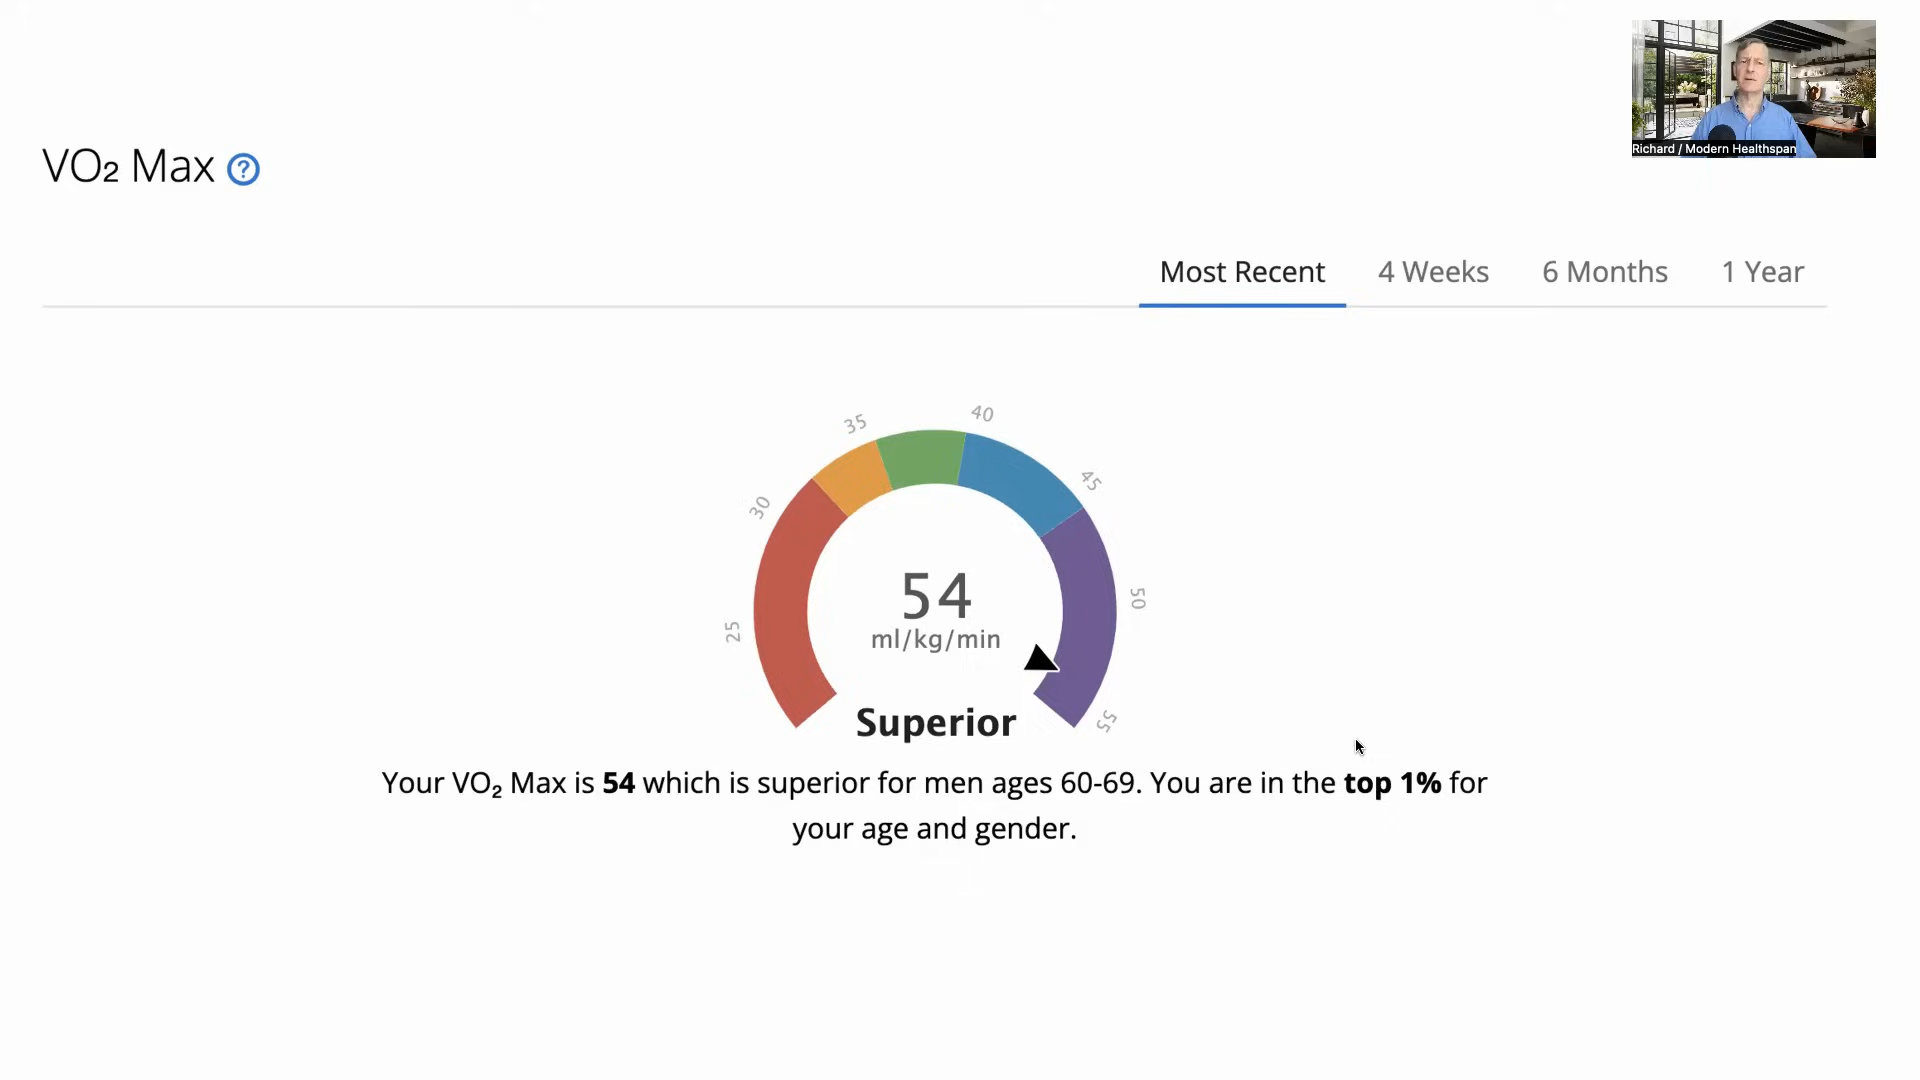 Richard / Modern Healthspan
VO₂ Max ?
Most Recent 4 Weeks 6 Months 1 Year
25
30
35
40
45
50
55
54
ml/kg/min
Superior
Your VO₂ Max is 54 which is superior for men ages 60-69. You are in the top 1% for
your age and gender.